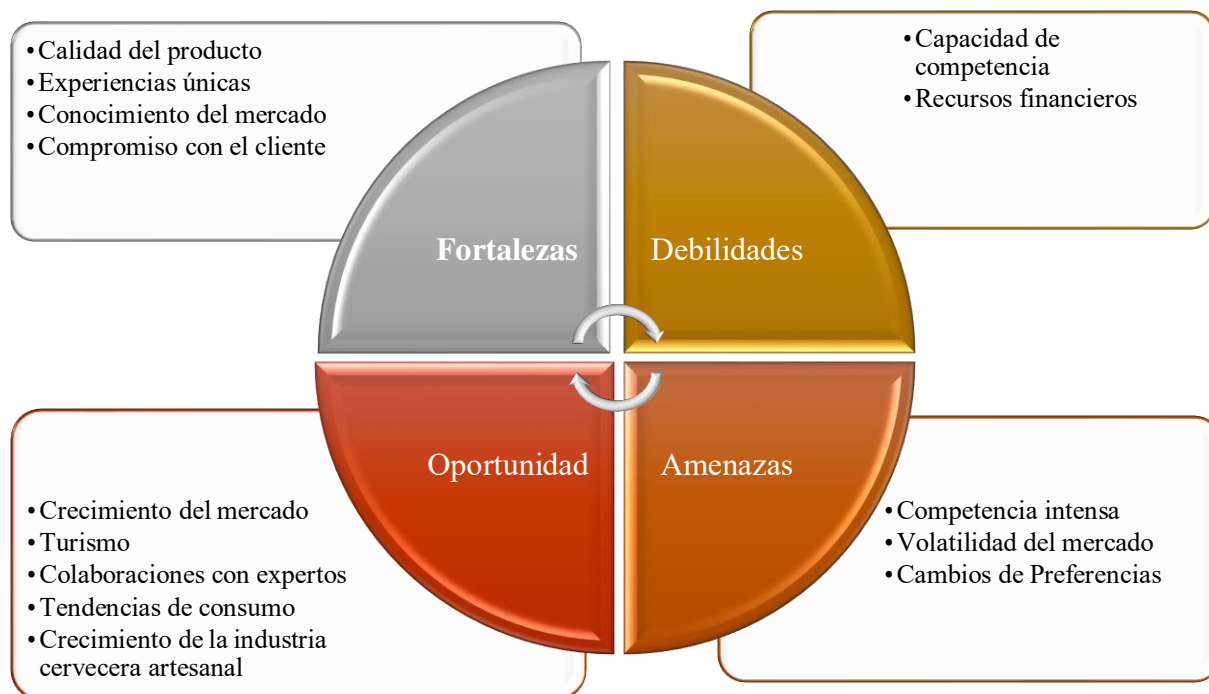 • Calidad del producto
• Experiencias únicas
• Conocimiento del mercado
• Compromiso con el cliente
• Capacidad de
competencia
• Recursos financieros
Fortalezas
Debilidades
Oportunidad
Amenazas
• Crecimiento del mercado
• Turismo
• Colaboraciones con expertos
• Tendencias de consumo
• Crecimiento de la industria
cervecera artesanal
• Competencia intensa
• Volatilidad del mercado
• Cambios de Preferencias